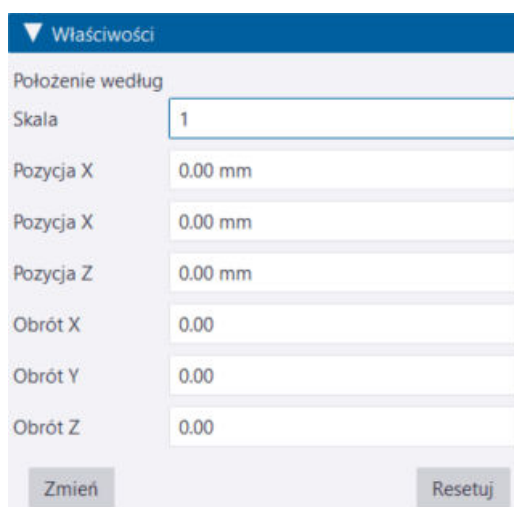 Właściwości
Położenie według
Skala 1
Pozycja X 0.00 mm
Pozycja X 0.00 mm
Pozycja Z 0.00 mm
Obrót X 0.00
Obrót Y 0.00
Obrót Z 0.00
Zmień Resetuj